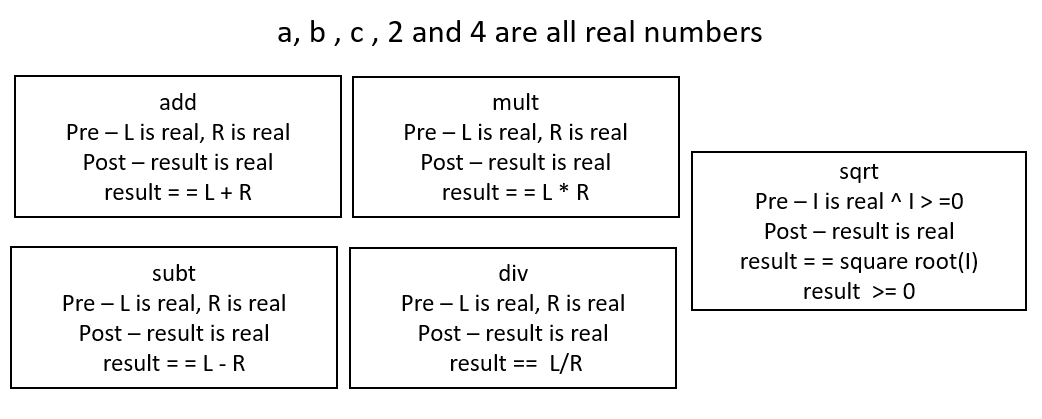 a, b , c , 2 and 4 are all real numbers
add
Pre – L is real, R is real
Post – result is real
result = = L + R
mult
Pre – L is real, R is real
Post – result is real
result = = L * R
sqrt
Pre – I is real ^ I > =0
Post – result is real
result = = square root(I)
result  >= 0
subt
Pre – L is real, R is real
Post – result is real
result = = L - R
div
Pre – L is real, R is real
Post – result is real
result ==  L/R